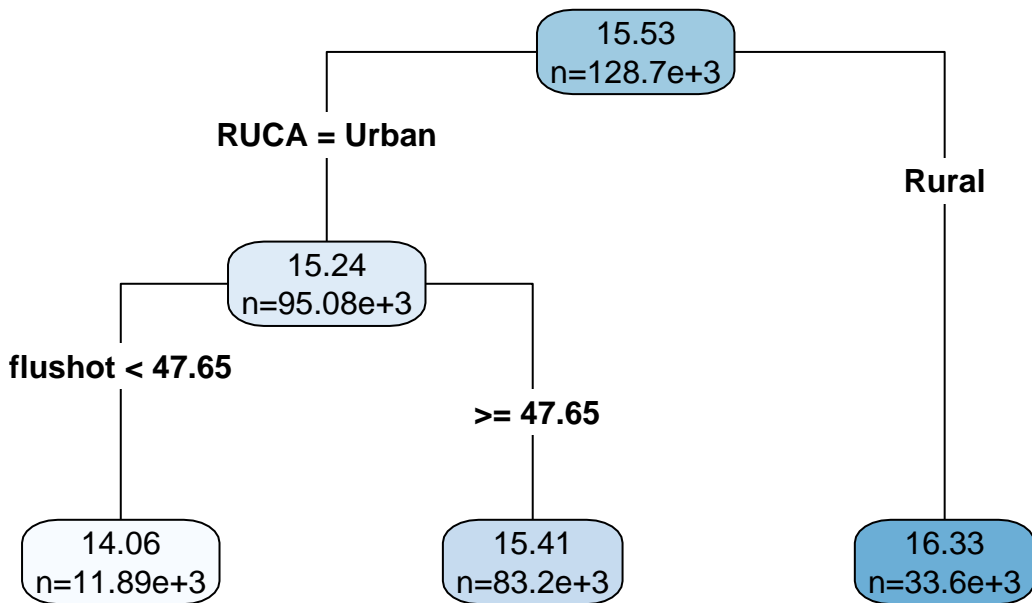 15.53
n=128.7e+3
RUCA = Urban
Rural
15.24
n=95.08e+3
flushot < 47.65
>= 47.65
14.06
n=11.89e+3
15.41
n=83.2e+3
16.33
n=33.6e+3